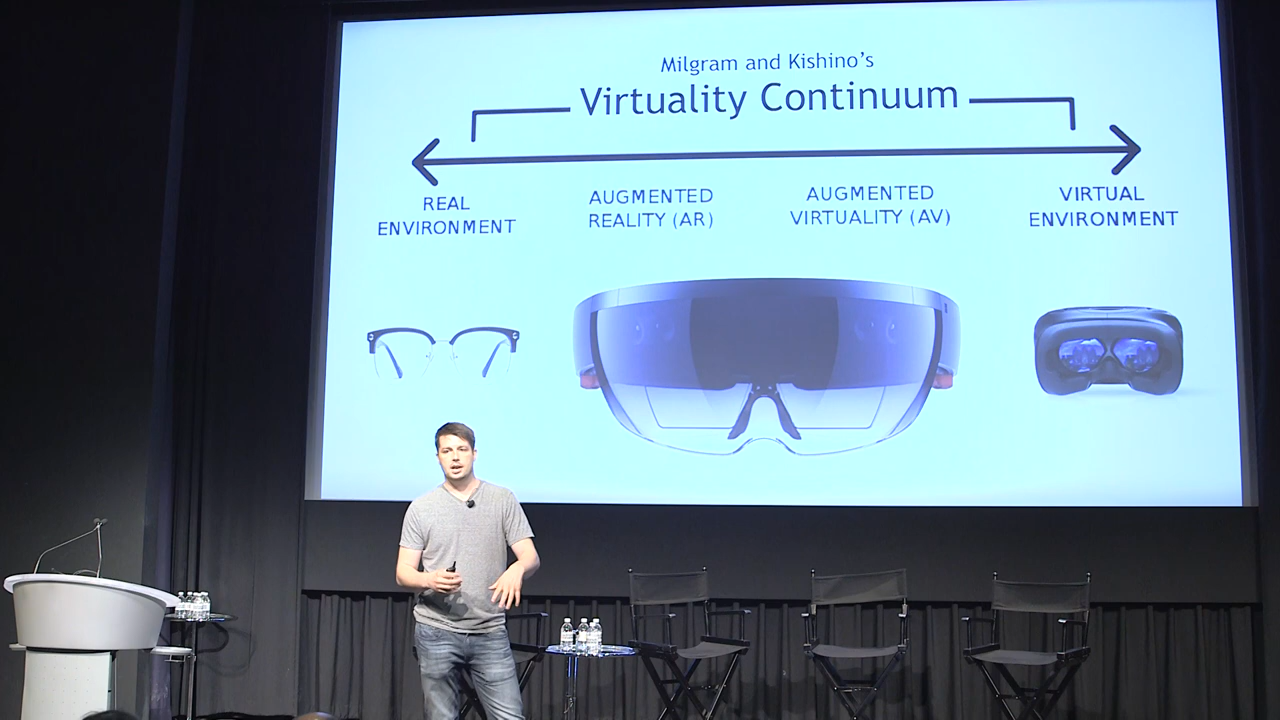 Milgram and Kishino's
Virtuality Continuum
REAL
ENVIRONMENT
AUGMENTED
REALITY (AR)
AUGMENTED
VIRTUALITY (AV)
VIRTUAL
ENVIRONMENT